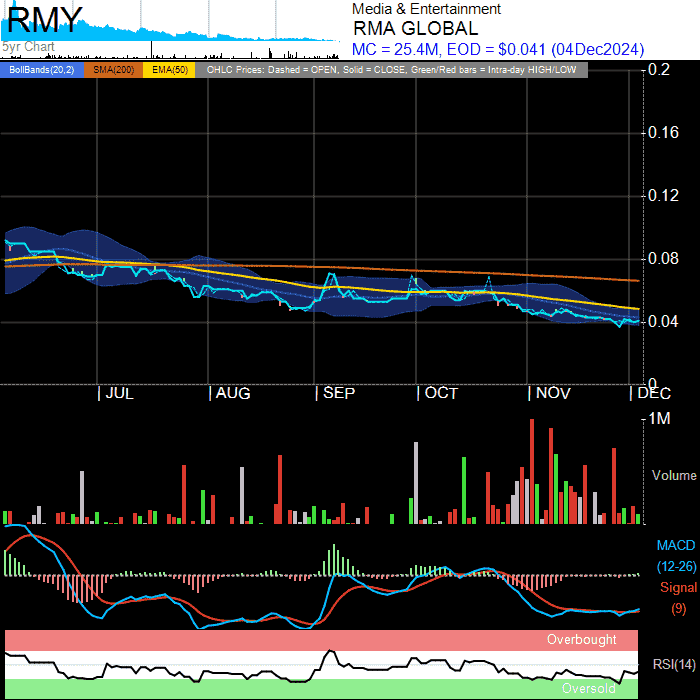 RMY
5yr Chart
Media & Entertainment
RMA GLOBAL
MC = 25.4M, EOD = $0.041 (04Dec2024)
BollBands(20,2) SMA(200) EMA(50) OHLC Prices: Dashed = OPEN, Solid = CLOSE, Green/Red bars = Intra-day HIGH/LOW
0.2
0.16
0.12
0.08
0.04
0
| JUL | AUG | SEP | OCT | NOV | DEC
1M
Volume
MACD
(12-26)
Signal
(9)
Overbought
RSI(14)
Oversold